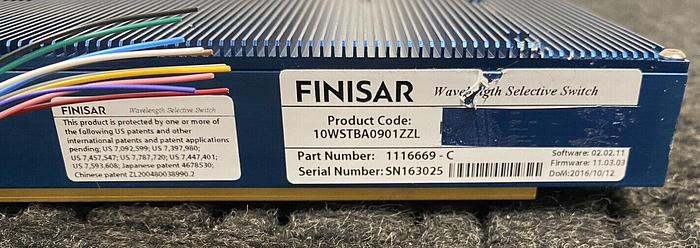 FINISAR Wavelength Selective Switch
This product is protected by one or more of
the following US patents and other
international patents and patent applications
pending; US 7,092,599; US 7,397,980;
US 7,457,547; US 7,787,720; US 7,447,401;
US 7,593,608; Japanese patent 4678530;
Chinese patent ZL200480038990.2
FINISAR Wavelength Selective Switch
Product Code:
10WSTBA0901ZZL
Part Number: 1116669 - C
Serial Number: SN163025
Software: 02.02.11
Firmware: 11.03.03
DoM:2016/10/12